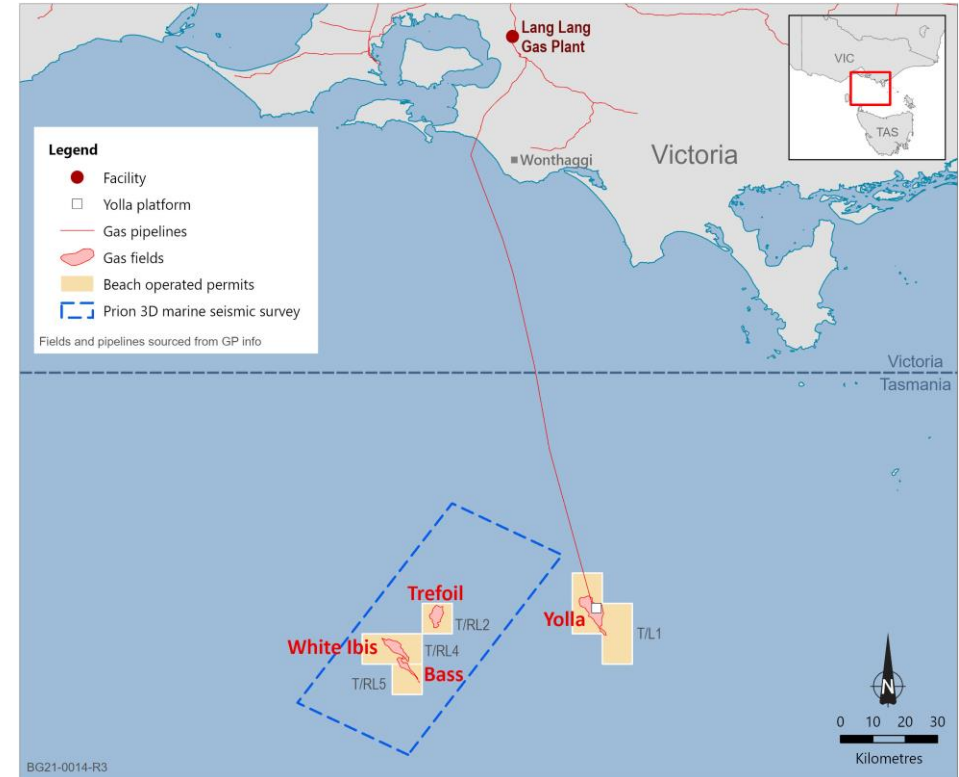 Lang Lang
Gas Plant
VIC
TAS
Legend
Facility
Yolla platform
Gas pipelines
Gas fields
Beach operated permits
Prion 3D marine seismic survey
Fields and pipelines sourced from GP info
Wonthaggi
Victoria
Victoria
Tasmania
Trefoil
T/RL2
Yolla
T/L1
White Ibis
T/RL4
Bass
T/RL5
N
0 10 20 30
Kilometres
BG21-0014-R3